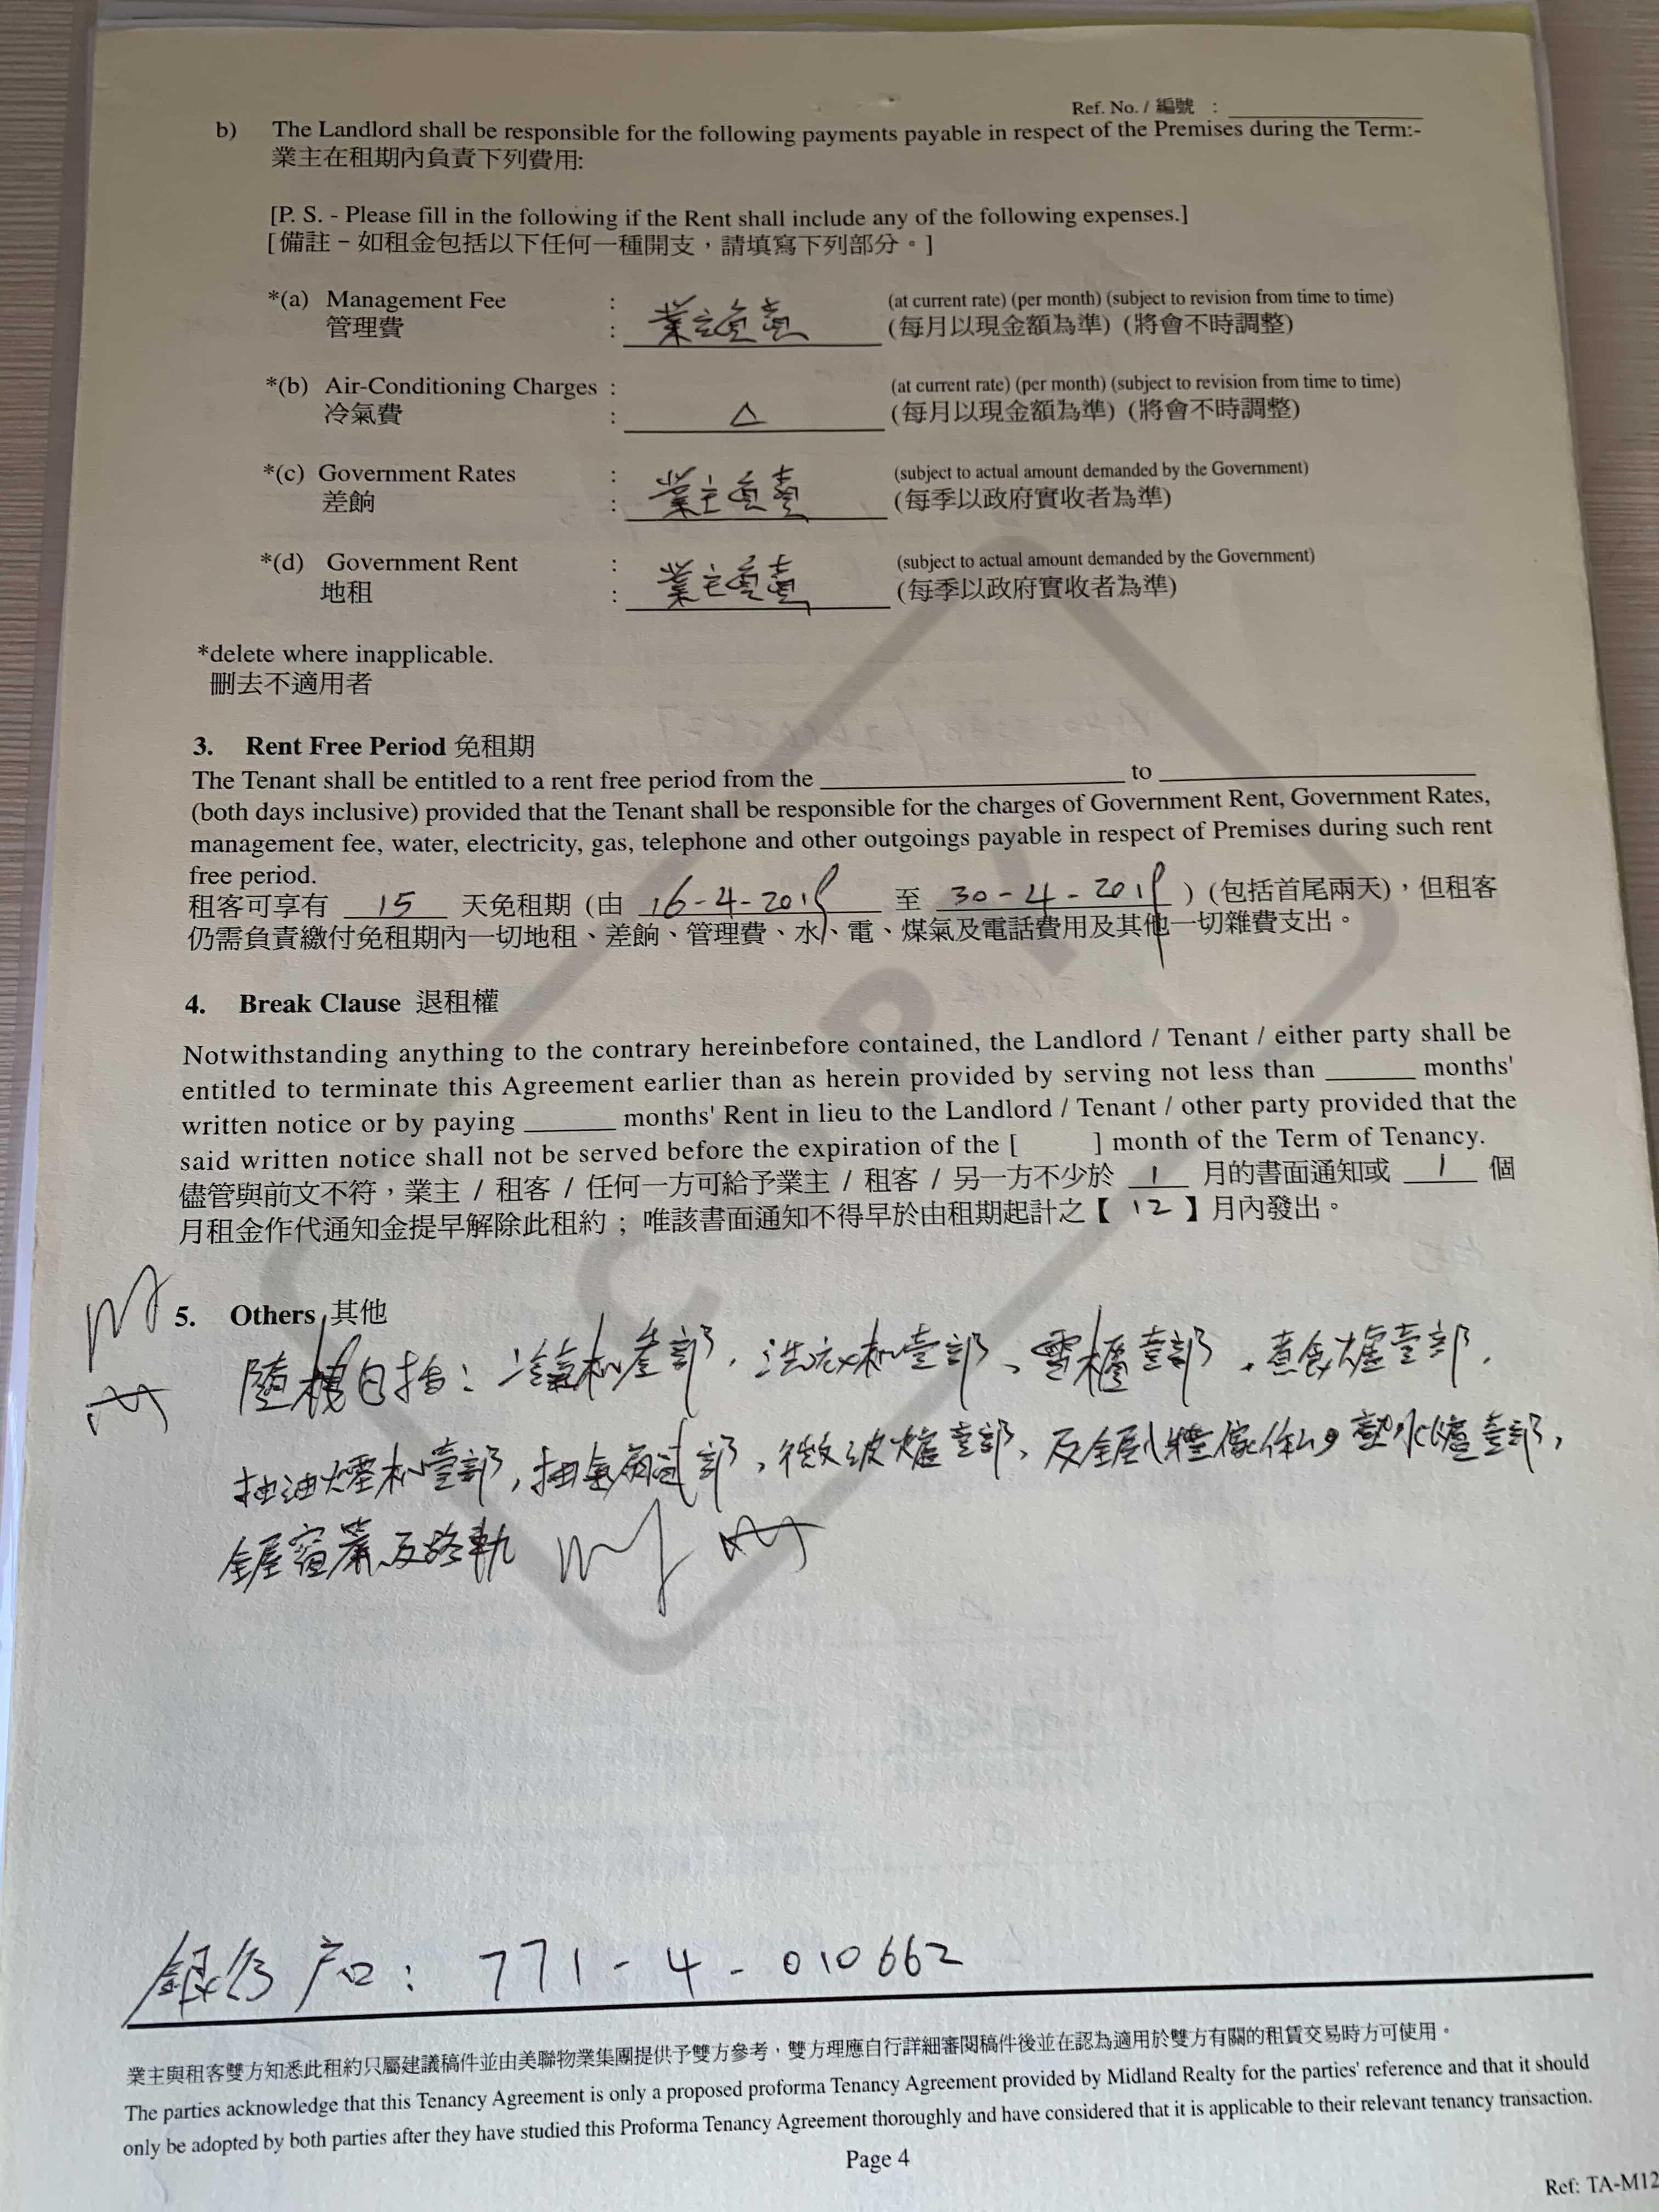 Ref. No. / 編號 :
b) The Landlord shall be responsible for the following payments payable in respect of the Premises during the Term:-
業主在租期內負責下列費用:
[P. S. - Please fill in the following if the Rent shall include any of the following expenses.]
[備註 – 如租金包括以下任何一種開支，請填寫下列部分。]
*(a) Management Fee : (at current rate) (per month) (subject to revision from time to time)
管理費 : 業主負責 (每月以現金額為準) (將會不時調整)
*(b) Air-Conditioning Charges : (at current rate) (per month) (subject to revision from time to time)
冷氣費 : △ (每月以現金額為準) (將會不時調整)
*(c) Government Rates : (subject to actual amount demanded by the Government)
差餉 : 業主負責 (每季以政府實收者為準)
*(d) Government Rent : (subject to actual amount demanded by the Government)
地租 : 業主負責 (每季以政府實收者為準)
*delete where inapplicable.
刪去不適用者
3. Rent Free Period 免租期
The Tenant shall be entitled to a rent free period from the to
(both days inclusive) provided that the Tenant shall be responsible for the charges of Government Rent, Government Rates,
management fee, water, electricity, gas, telephone and other outgoings payable in respect of Premises during such rent
free period.
租客可享有 15 天免租期 (由 16-4-2019 至 30-4-2019 ) (包括首尾兩天)，但租客
仍需負責繳付免租期內一切地租、差餉、管理費、水、電、煤氣及電話費用及其他一切雜費支出。
4. Break Clause 退租權
Notwithstanding anything to the contrary hereinbefore contained, the Landlord / Tenant / either party shall be
entitled to terminate this Agreement earlier than as herein provided by serving not less than months'
written notice or by paying months' Rent in lieu to the Landlord / Tenant / other party provided that the
said written notice shall not be served before the expiration of the [ ] month of the Term of Tenancy.
儘管與前文不符，業主 / 租客 / 任何一方可給予業主 / 租客 / 另一方不少於 1 月的書面通知或 1 個
月租金作代通知金提早解除此租約；唯該書面通知不得早於由租期起計之【 12 】月內發出。
5. Others 其他
隨樓包括：冷氣机叁部，洗衣机壹部、雪櫃壹部，煮食爐壹部，
抽油煙机壹部，抽氣扇 部，微波爐壹部、及全屋 傢俬，熱水爐壹部，
全屋窗簾及路軌
銀行户口: 771-4-010662
業主與租客雙方知悉此租約只屬建議稿件並由美聯物業集團提供予雙方參考，雙方理應自行詳細審閱稿件後並在認為適用於雙方有關的租賃交易時方可使用。
The parties acknowledge that this Tenancy Agreement is only a proposed proforma Tenancy Agreement provided by Midland Realty for the parties' reference and that it should
only be adopted by both parties after they have studied this Proforma Tenancy Agreement thoroughly and have considered that it is applicable to their relevant tenancy transaction.
Page 4
Ref: TA-M12
COPY